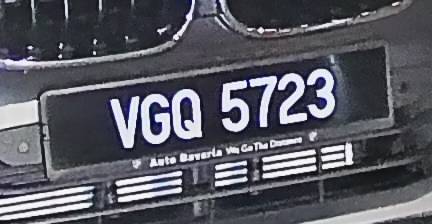 VGQ 5723
Auto Bavaria We Go The Distance